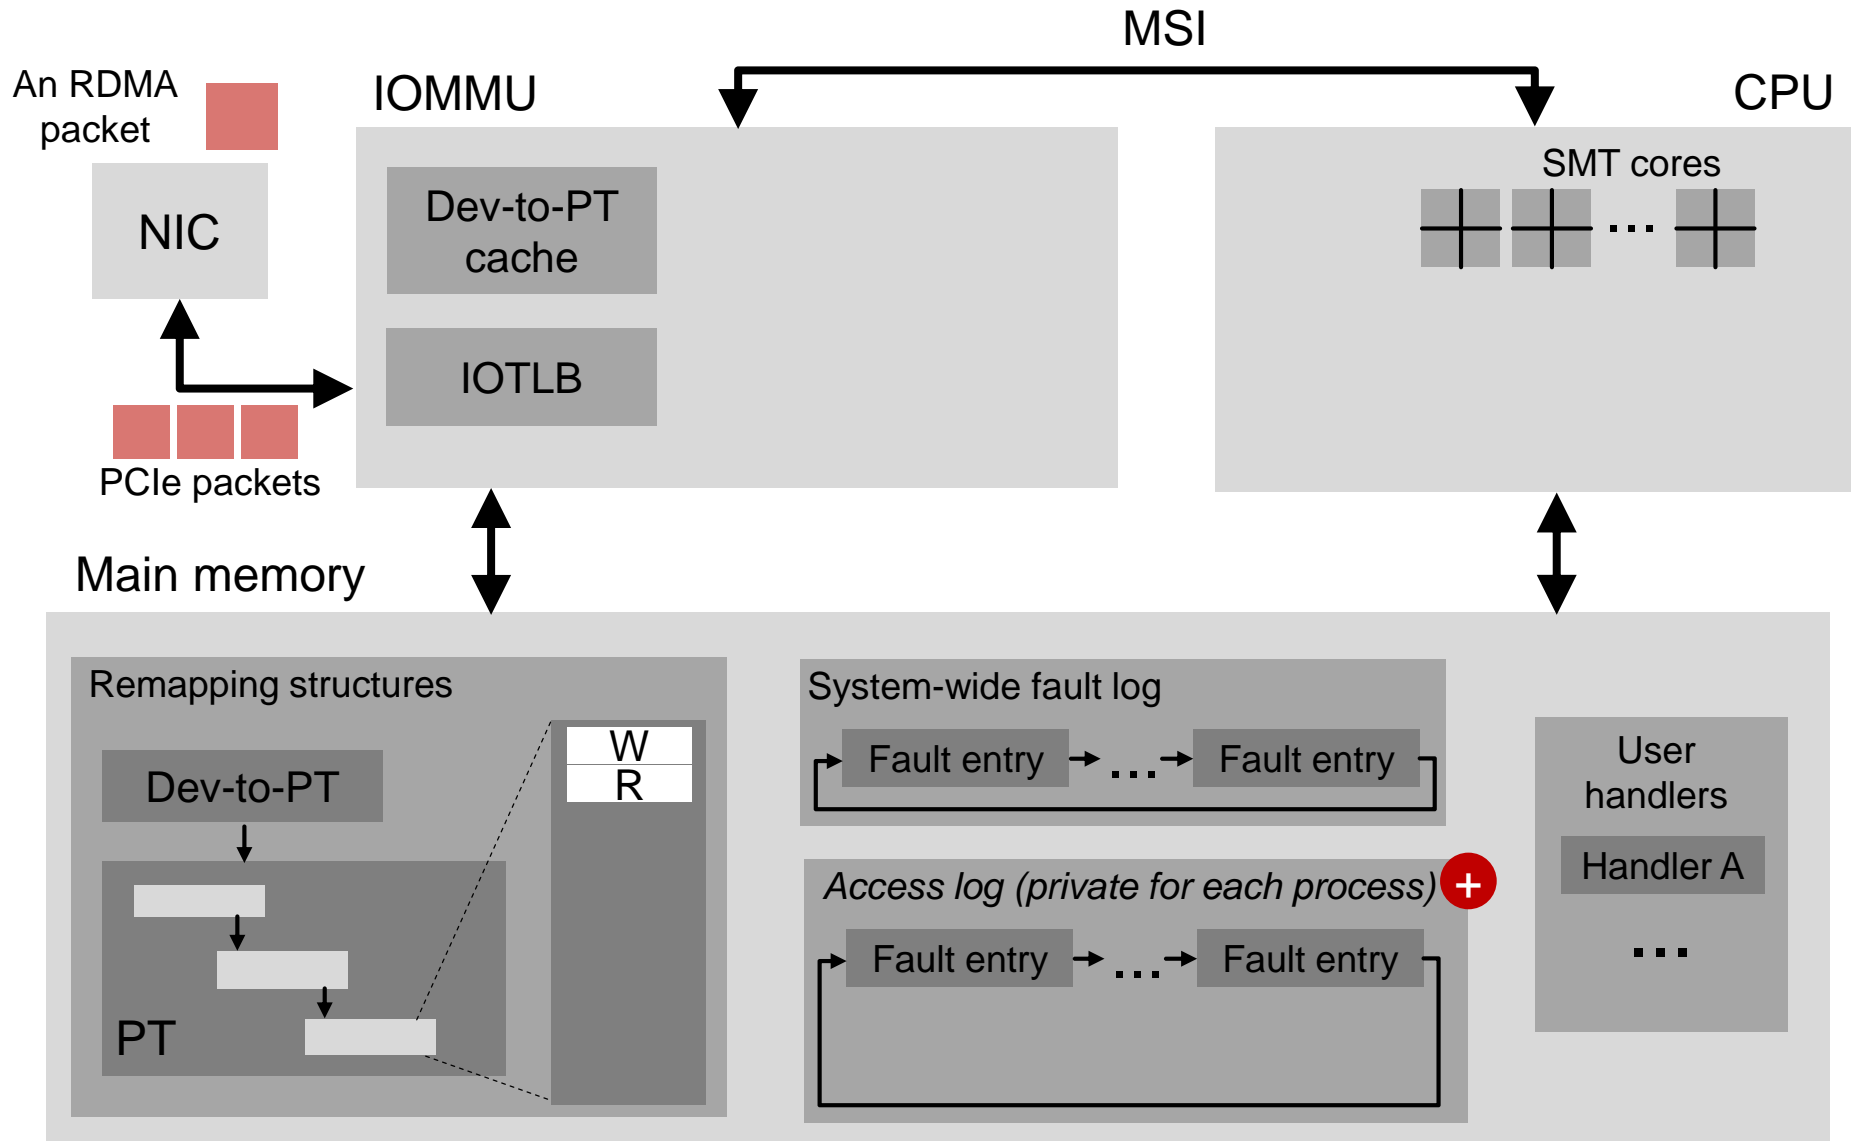 MSI
An RDMA
packet
IOMMU
CPU
NIC
Dev-to-PT
cache
IOTLB
SMT cores
...
PCIe packets
Main memory
Remapping structures
Dev-to-PT
PT
W
R
System-wide fault log
Fault entry ... Fault entry
Access log (private for each process) +
Fault entry ... Fault entry
User
handlers
Handler A
...